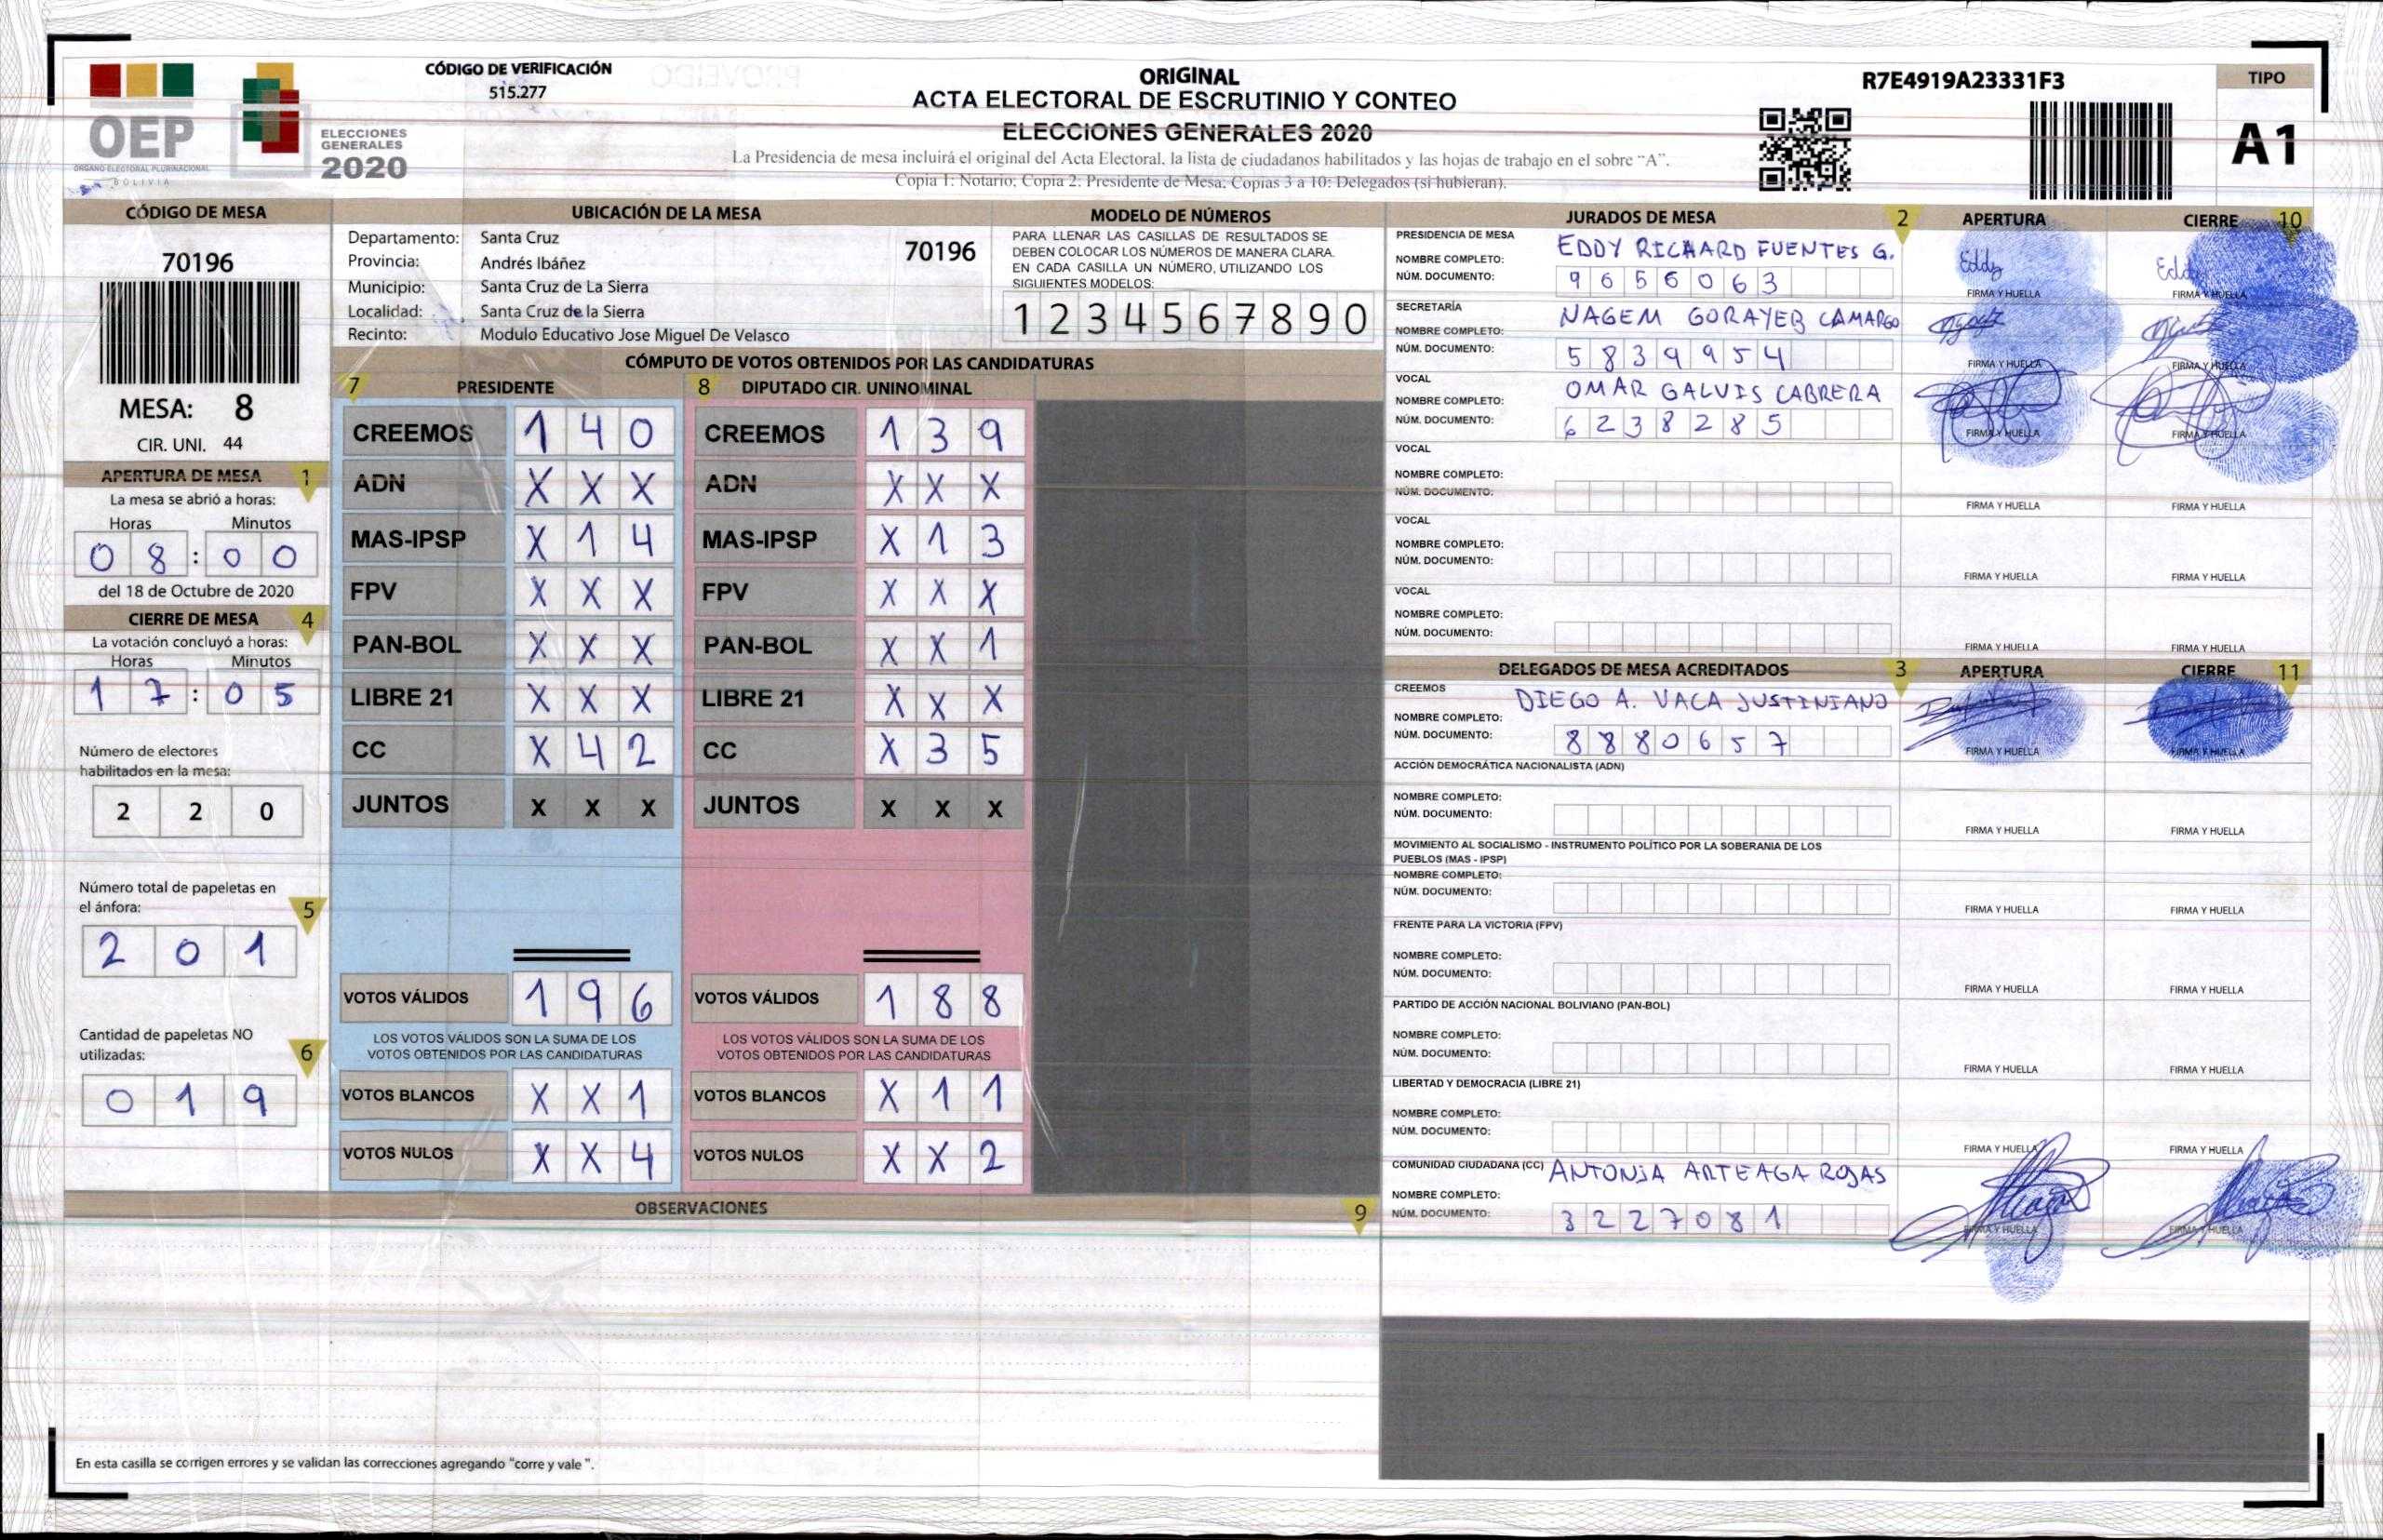 CÓDIGO DE VERIFICACIÓN
515.277
OEP
ÓRGANO ELECTORAL PLURINACIONAL
BOLIVIA
ELECCIONES
GENERALES
2020
ORIGINAL
ACTA ELECTORAL DE ESCRUTINIO Y CONTEO
ELECCIONES GENERALES 2020
La Presidencia de mesa incluirá el original del Acta Electoral, la lista de ciudadanos habilitados y las hojas de trabajo en el sobre "A".
Copia 1: Notario; Copia 2: Presidente de Mesa; Copias 3 a 10: Delegados (si hubieran).
R7E4919A23331F3
TIPO
A1
CÓDIGO DE MESA
70196
MESA: 8
CIR. UNI. 44
APERTURA DE MESA 1
La mesa se abrió a horas:
Horas Minutos
0 8 : 0 0
del 18 de Octubre de 2020
CIERRE DE MESA 4
La votación concluyó a horas:
Horas Minutos
1 7 : 0 5
Número de electores
habilitados en la mesa:
2 2 0
Número total de papeletas en
el ánfora: 5
2 0 1
Cantidad de papeletas NO
utilizadas: 6
0 1 9
UBICACIÓN DE LA MESA
Departamento: Santa Cruz 70196
Provincia: Andrés Ibáñez
Municipio: Santa Cruz de La Sierra
Localidad: Santa Cruz de la Sierra
Recinto: Modulo Educativo Jose Miguel De Velasco
MODELO DE NÚMEROS
PARA LLENAR LAS CASILLAS DE RESULTADOS SE
DEBEN COLOCAR LOS NÚMEROS DE MANERA CLARA.
EN CADA CASILLA UN NÚMERO, UTILIZANDO LOS
SIGUIENTES MODELOS:
1 2 3 4 5 6 7 8 9 0
CÓMPUTO DE VOTOS OBTENIDOS POR LAS CANDIDATURAS
7 PRESIDENTE 8 DIPUTADO CIR. UNINOMINAL
CREEMOS 1 4 0 CREEMOS 1 3 9
ADN X X X ADN X X X
MAS-IPSP X 1 4 MAS-IPSP X 1 3
FPV X X X FPV X X X
PAN-BOL X X X PAN-BOL X X 1
LIBRE 21 X X X LIBRE 21 X X X
CC X 4 2 CC X 3 5
JUNTOS X X X JUNTOS X X X
VOTOS VÁLIDOS 1 9 6 VOTOS VÁLIDOS 1 8 8
LOS VOTOS VÁLIDOS SON LA SUMA DE LOS LOS VOTOS VÁLIDOS SON LA SUMA DE LOS
VOTOS OBTENIDOS POR LAS CANDIDATURAS VOTOS OBTENIDOS POR LAS CANDIDATURAS
VOTOS BLANCOS X X 1 VOTOS BLANCOS X 1 1
VOTOS NULOS X X 4 VOTOS NULOS X X 2
OBSERVACIONES 9
En esta casilla se corrigen errores y se validan las correcciones agregando "corre y vale ".
JURADOS DE MESA 2 APERTURA CIERRE 10
PRESIDENCIA DE MESA
NOMBRE COMPLETO: EDDY RICHARD FUENTES G. Eddy Eddy
NÚM. DOCUMENTO: 9 6 5 6 0 6 3
FIRMA Y HUELLA FIRMA Y HUELLA
SECRETARÍA
NOMBRE COMPLETO: NAGEM GORAYEB CAMARGO
NÚM. DOCUMENTO: 5 8 3 9 9 5 4
FIRMA Y HUELLA FIRMA Y HUELLA
VOCAL
NOMBRE COMPLETO: OMAR GALVIS CABRERA
NÚM. DOCUMENTO: 6 2 3 8 2 8 5
FIRMA Y HUELLA FIRMA Y HUELLA
VOCAL
NOMBRE COMPLETO:
NÚM. DOCUMENTO:
FIRMA Y HUELLA FIRMA Y HUELLA
VOCAL
NOMBRE COMPLETO:
NÚM. DOCUMENTO:
FIRMA Y HUELLA FIRMA Y HUELLA
VOCAL
NOMBRE COMPLETO:
NÚM. DOCUMENTO:
FIRMA Y HUELLA FIRMA Y HUELLA
DELEGADOS DE MESA ACREDITADOS 3 APERTURA CIERRE 11
CREEMOS
NOMBRE COMPLETO: DIEGO A. VACA JUSTINIANO
NÚM. DOCUMENTO: 8 8 8 0 6 5 7
FIRMA Y HUELLA FIRMA Y HUELLA
ACCIÓN DEMOCRÁTICA NACIONALISTA (ADN)
NOMBRE COMPLETO:
NÚM. DOCUMENTO:
FIRMA Y HUELLA FIRMA Y HUELLA
MOVIMIENTO AL SOCIALISMO - INSTRUMENTO POLÍTICO POR LA SOBERANIA DE LOS
PUEBLOS (MAS - IPSP)
NOMBRE COMPLETO:
NÚM. DOCUMENTO:
FIRMA Y HUELLA FIRMA Y HUELLA
FRENTE PARA LA VICTORIA (FPV)
NOMBRE COMPLETO:
NÚM. DOCUMENTO:
FIRMA Y HUELLA FIRMA Y HUELLA
PARTIDO DE ACCIÓN NACIONAL BOLIVIANO (PAN-BOL)
NOMBRE COMPLETO:
NÚM. DOCUMENTO:
FIRMA Y HUELLA FIRMA Y HUELLA
LIBERTAD Y DEMOCRACIA (LIBRE 21)
NOMBRE COMPLETO:
NÚM. DOCUMENTO:
FIRMA Y HUELLA FIRMA Y HUELLA
COMUNIDAD CIUDADANA (CC) ANTONIA ARTEAGA ROJAS
NOMBRE COMPLETO:
NÚM. DOCUMENTO: 3 2 2 7 0 8 1
FIRMA Y HUELLA FIRMA Y HUELLA